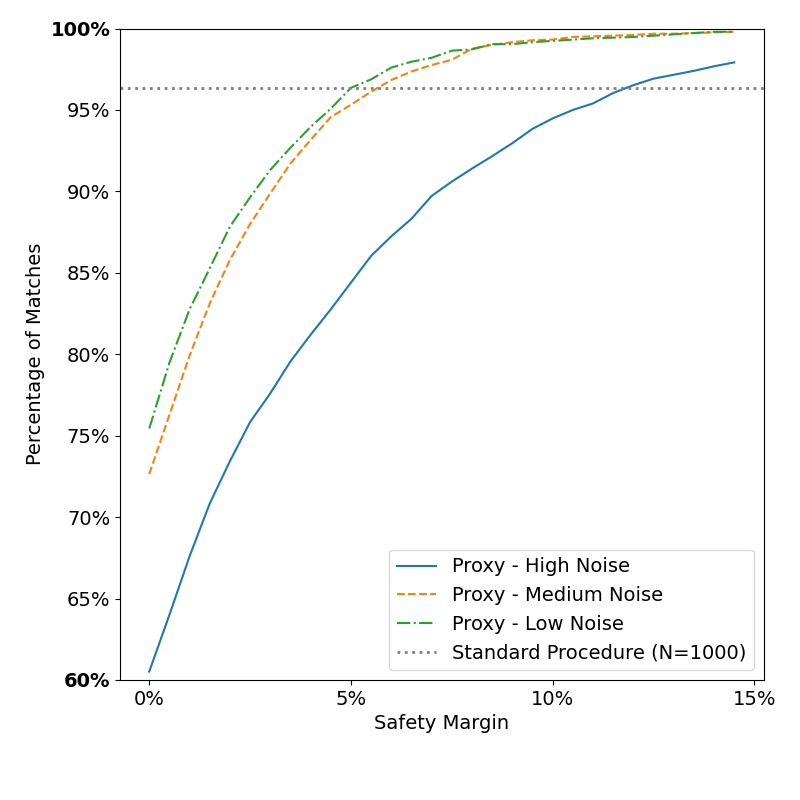 100%
95%
90%
85%
80%
75%
70%
65%
60%
Percentage of Matches
Proxy - High Noise
Proxy - Medium Noise
Proxy - Low Noise
Standard Procedure (N=1000)
0%
5%
10%
15%
Safety Margin